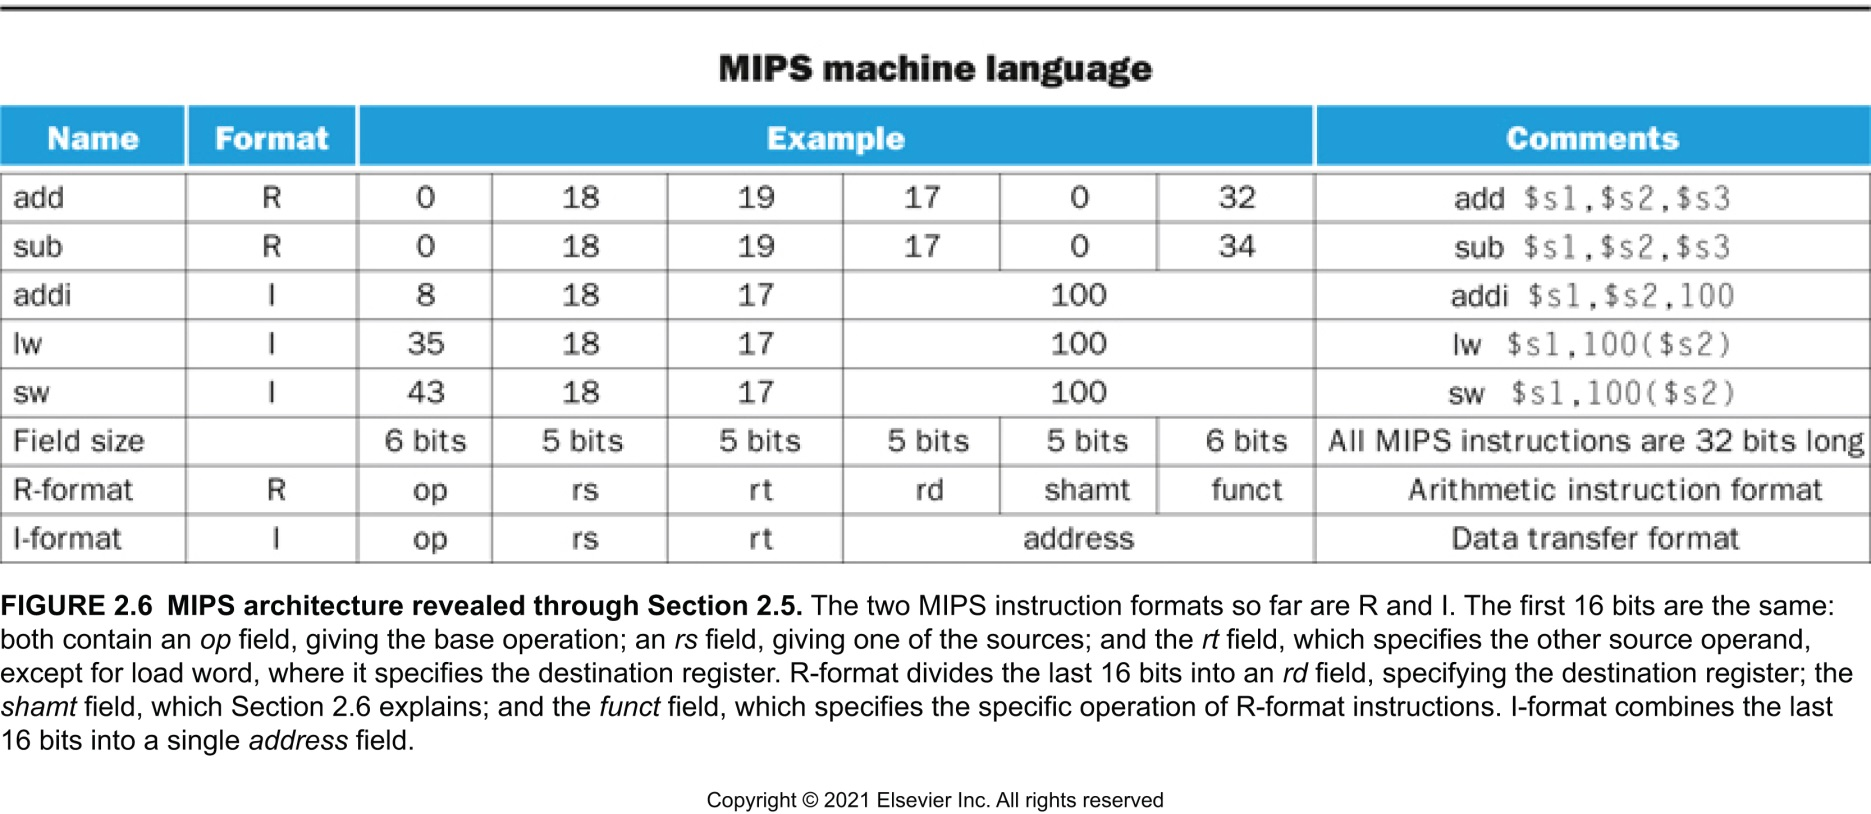 MIPS machine language
Name Format Example Comments
add R 0 18 19 17 0 32 add $s1,$s2,$s3
sub R 0 18 19 17 0 34 sub $s1,$s2,$s3
addi I 8 18 17 100 addi $s1,$s2,100
lw I 35 18 17 100 lw $s1,100($s2)
sw I 43 18 17 100 sw $s1,100($s2)
Field size 6 bits 5 bits 5 bits 5 bits 5 bits 6 bits All MIPS instructions are 32 bits long
R-format R op rs rt rd shamt funct Arithmetic instruction format
I-format I op rs rt address Data transfer format
FIGURE 2.6 MIPS architecture revealed through Section 2.5. The two MIPS instruction formats so far are R and I. The first 16 bits are the same:
both contain an op field, giving the base operation; an rs field, giving one of the sources; and the rt field, which specifies the other source operand,
except for load word, where it specifies the destination register. R-format divides the last 16 bits into an rd field, specifying the destination register; the
shamt field, which Section 2.6 explains; and the funct field, which specifies the specific operation of R-format instructions. I-format combines the last
16 bits into a single address field.
Copyright © 2021 Elsevier Inc. All rights reserved